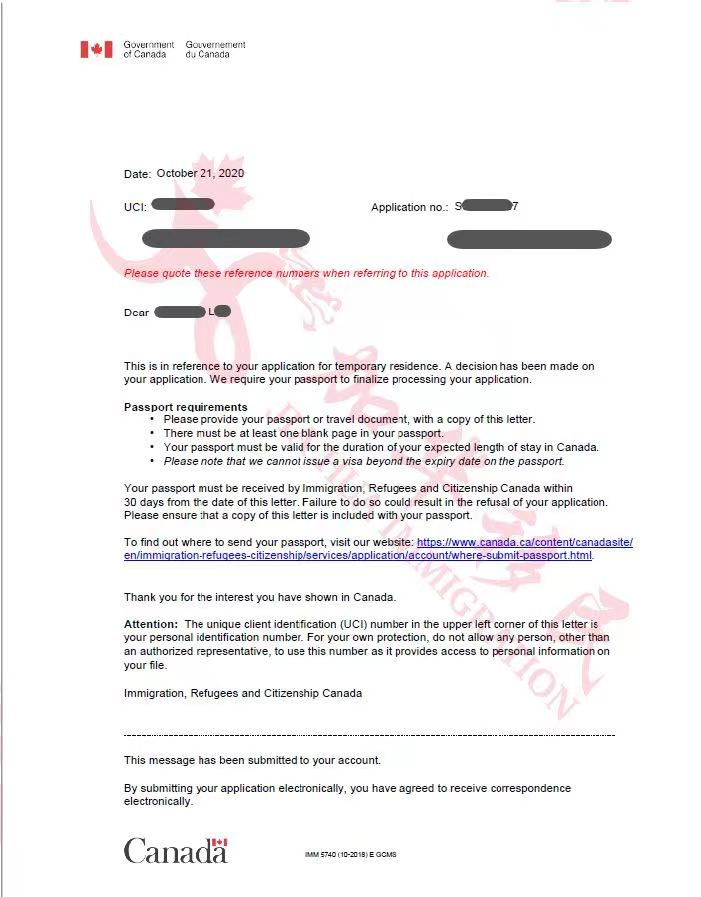 Government of Canada
Gouvernement du Canada
Date: October 21, 2020
UCI:
Application no.: S 7
Please quote these reference numbers when referring to this application.
Dear L
This is in reference to your application for temporary residence. A decision has been made on
your application. We require your passport to finalize processing your application.
Passport requirements
• Please provide your passport or travel document, with a copy of this letter.
• There must be at least one blank page in your passport.
• Your passport must be valid for the duration of your expected length of stay in Canada.
• Please note that we cannot issue a visa beyond the expiry date on the passport.
Your passport must be received by Immigration, Refugees and Citizenship Canada within
30 days from the date of this letter. Failure to do so could result in the refusal of your application.
Please ensure that a copy of this letter is included with your passport.
To find out where to send your passport, visit our website: https://www.canada.ca/content/canadasite/
en/immigration-refugees-citizenship/services/application/account/where-submit-passport.html.
Thank you for the interest you have shown in Canada.
Attention: The unique client identification (UCI) number in the upper left corner of this letter is
your personal identification number. For your own protection, do not allow any person, other than
an authorized representative, to use this number as it provides access to personal information on
your file.
Immigration, Refugees and Citizenship Canada
This message has been submitted to your account.
By submitting your application electronically, you have agreed to receive correspondence
electronically.
Canada
IMM 5740 (10-2018) E GCMS
IMMIGRATION